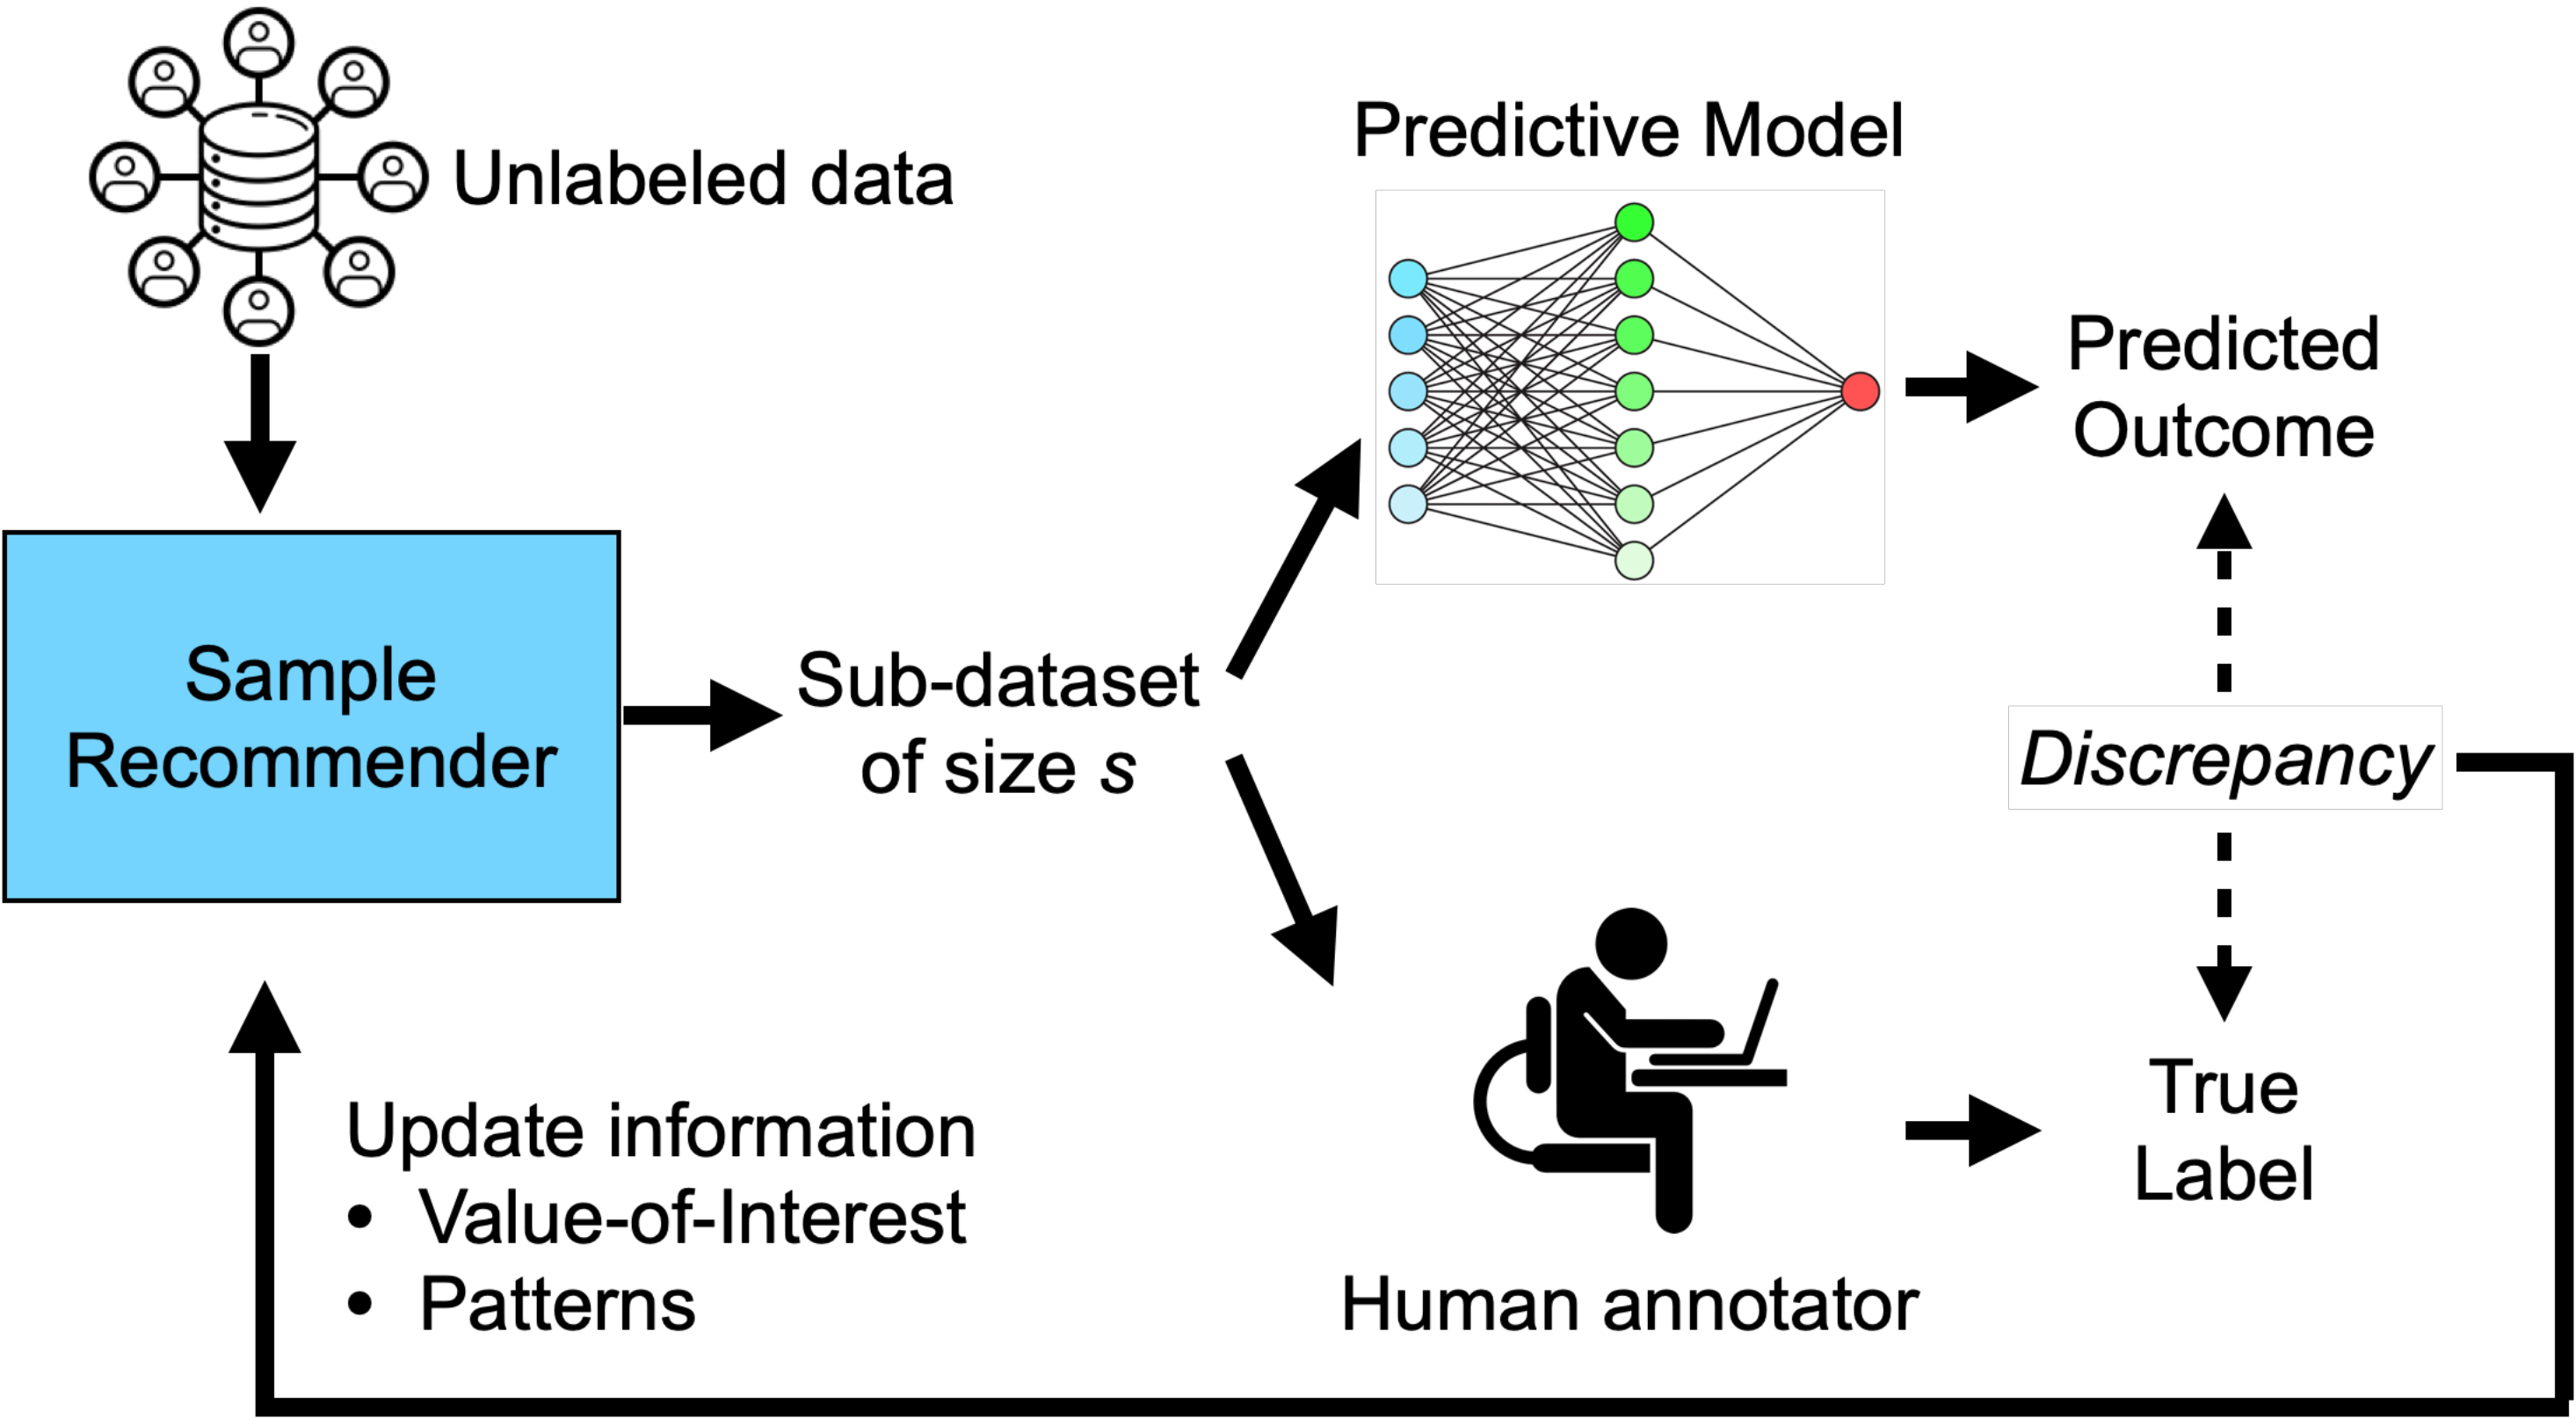 Unlabeled data
Predictive Model
Predicted
Outcome
Sample
Recommender
Sub-dataset
of size s
Discrepancy
True
Label
Human annotator
Update information
• Value-of-Interest
• Patterns